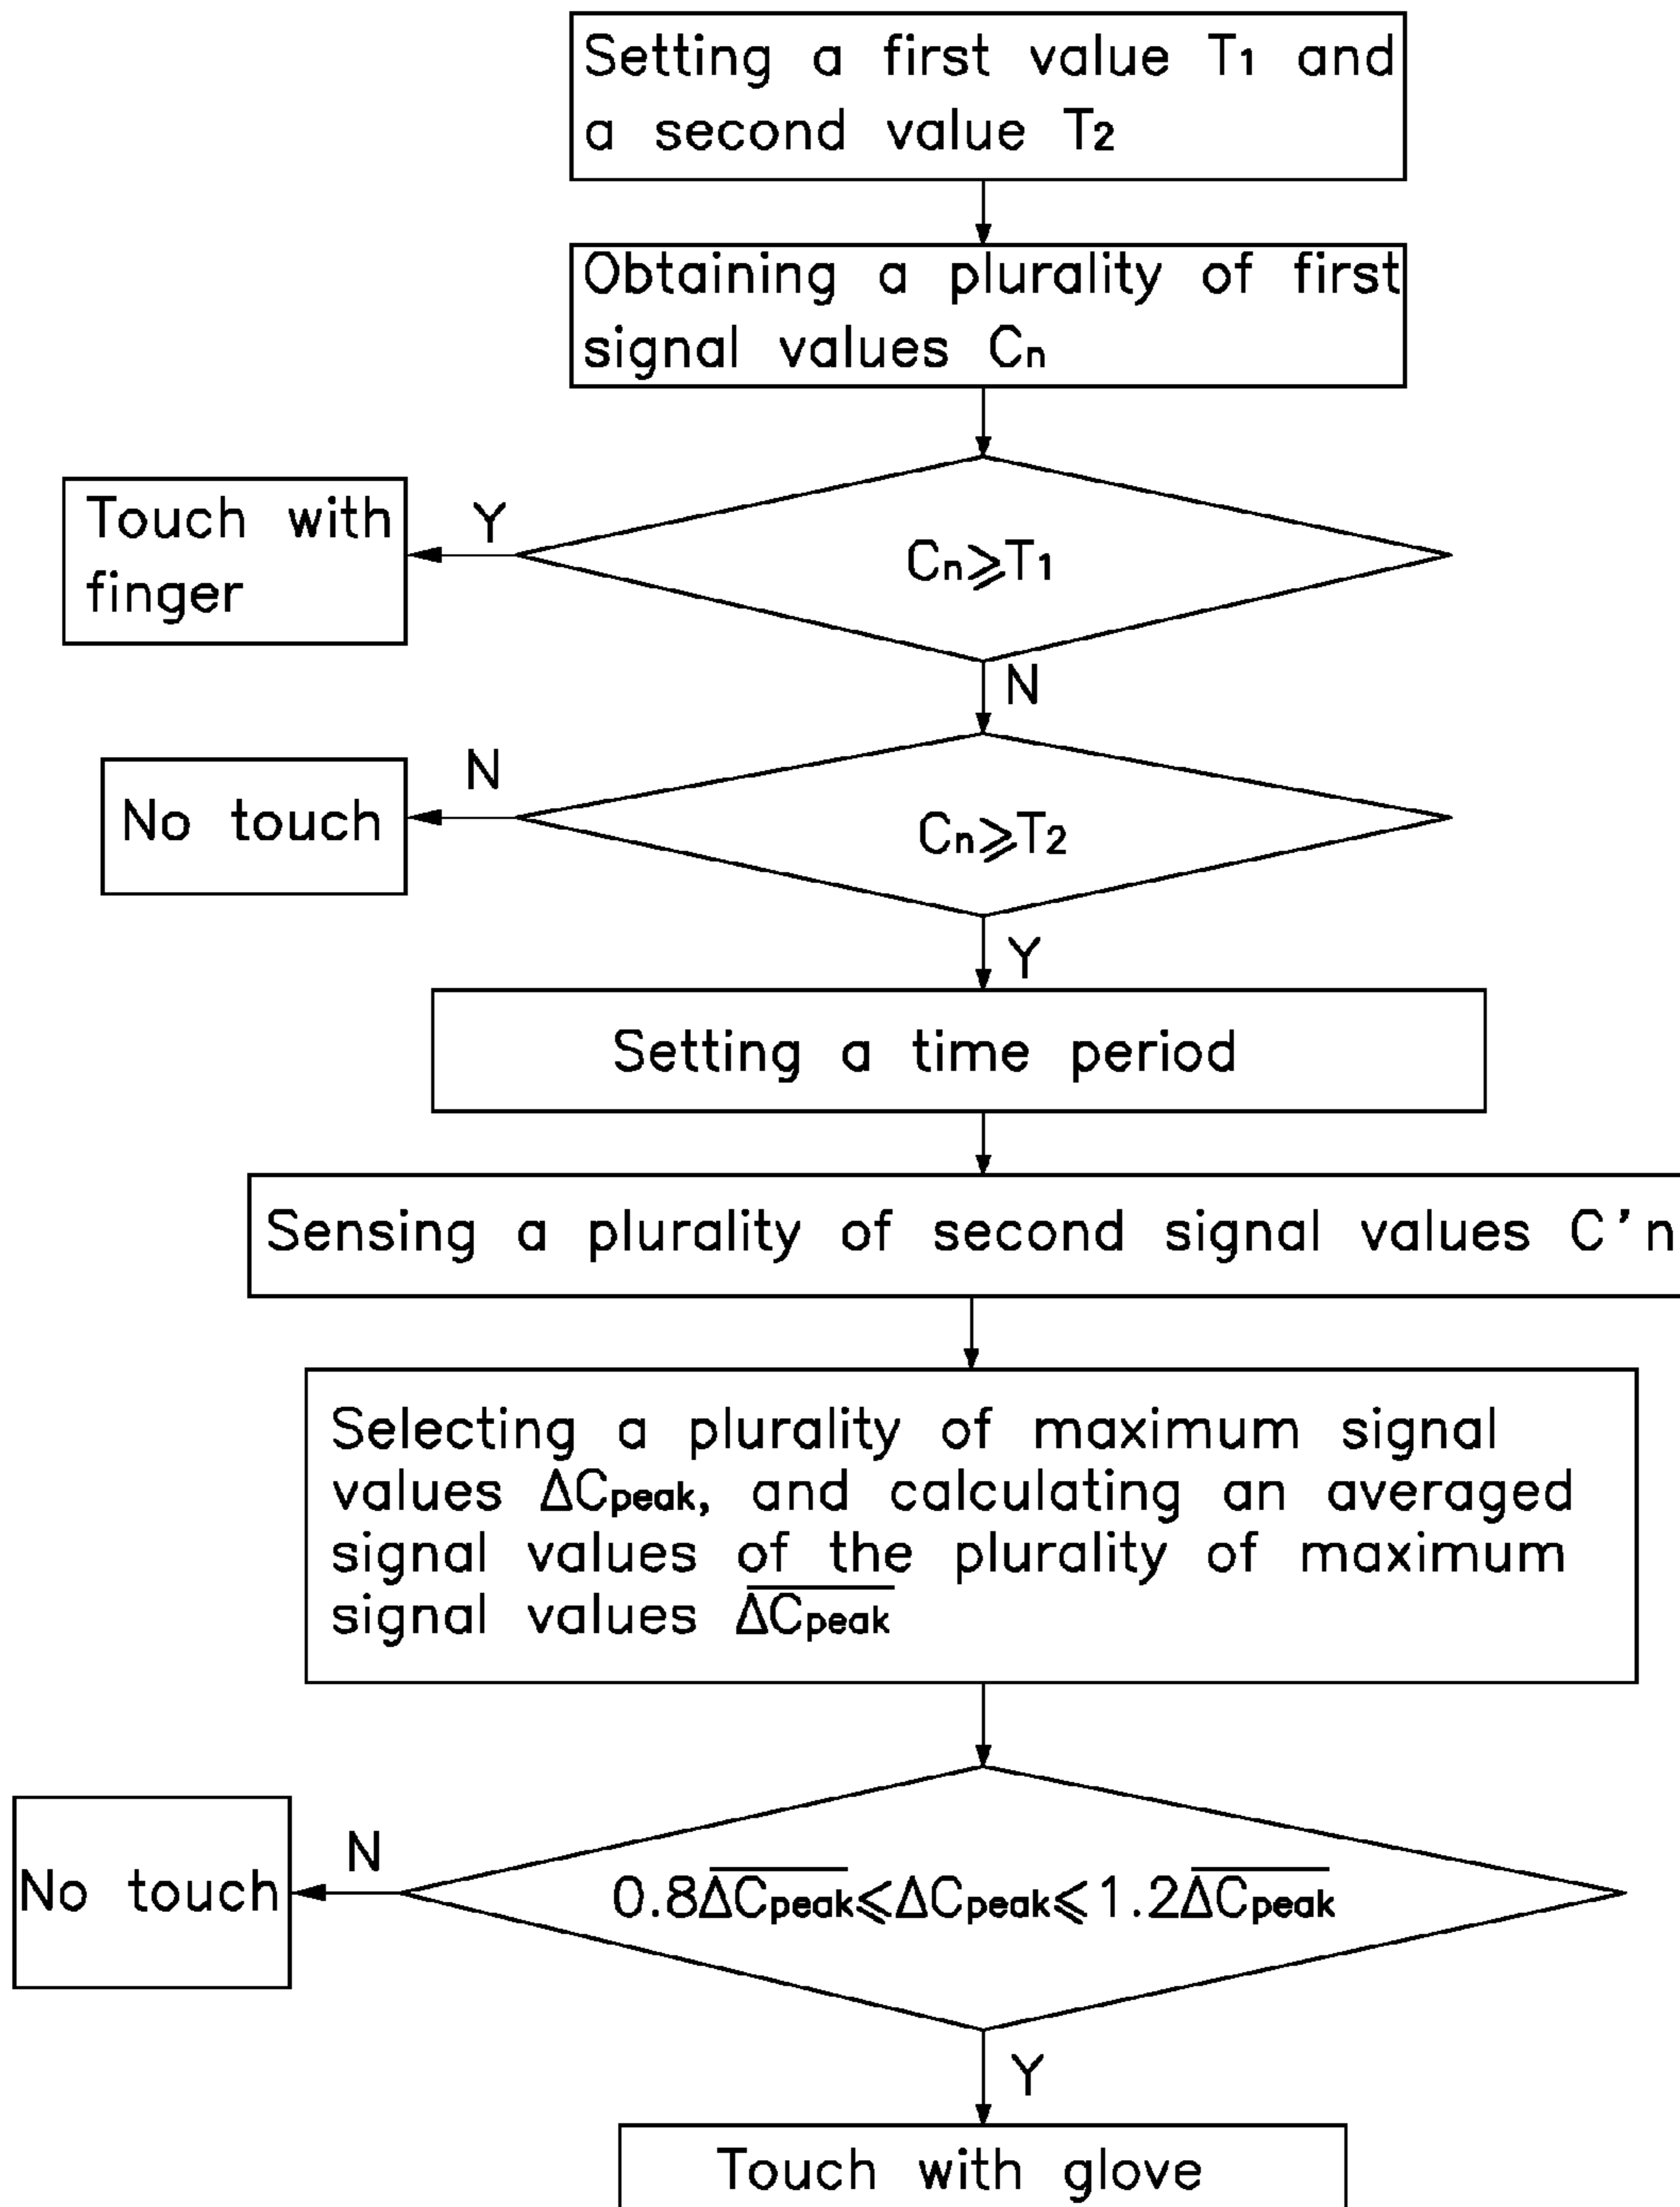 Setting a first value T1 and
a second value T2
Obtaining a plurality of first
signal values Cn
Cn⩾T1
Y
Touch with
finger
N
Cn⩾T2
N
No touch
Y
Setting a time period
Sensing a plurality of second signal values C'n
Selecting a plurality of maximum signal
values ΔCpeak, and calculating an averaged
signal values of the plurality of maximum
signal values Δ̅C̅p̅e̅a̅k̅
0.8Δ̅C̅p̅e̅a̅k̅⩽ΔCpeak⩽1.2Δ̅C̅p̅e̅a̅k̅
N
No touch
Y
Touch with glove